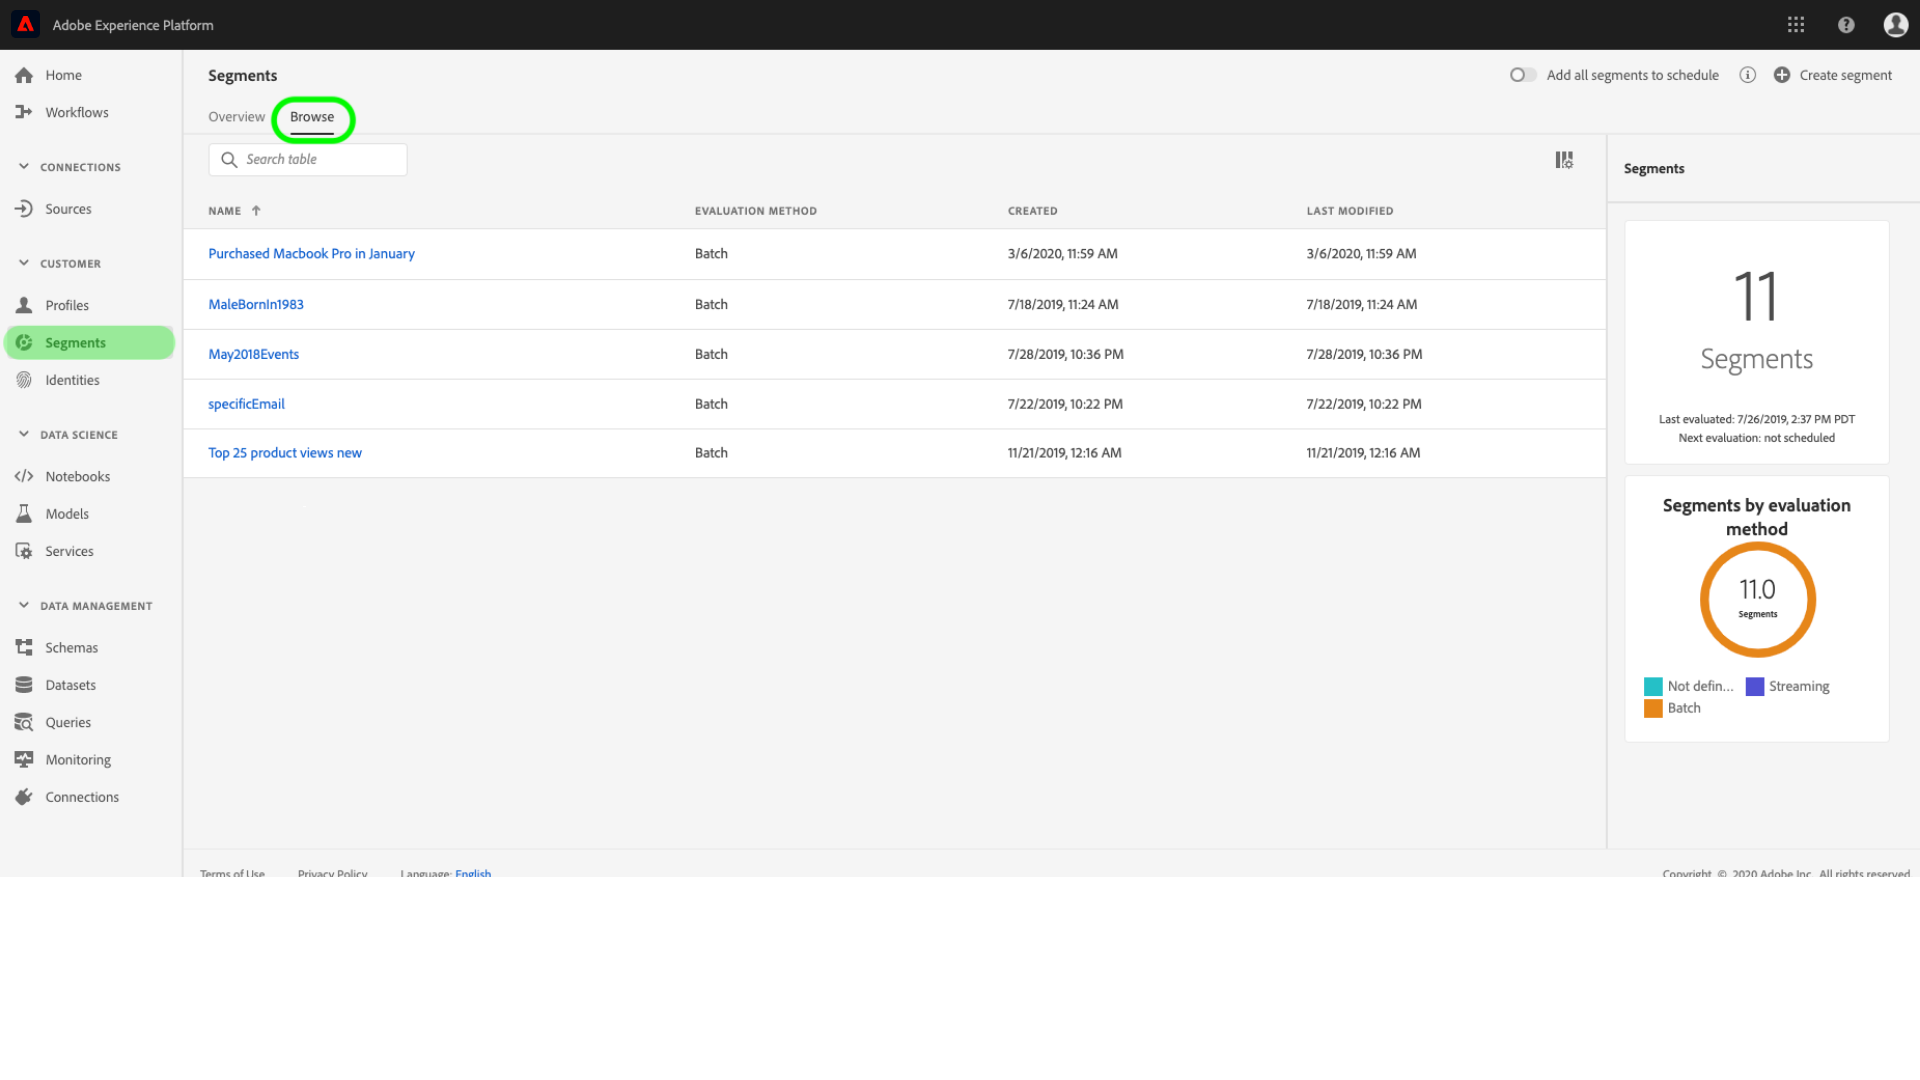 Adobe Experience Platform
Home
Workflows
CONNECTIONS
Sources
CUSTOMER
Profiles
Segments
Identities
DATA SCIENCE
Notebooks
Models
Services
DATA MANAGEMENT
Schemas
Datasets
Queries
Monitoring
Connections
Segments
Add all segments to schedule
Create segment
Overview Browse
Search table
NAME EVALUATION METHOD CREATED LAST MODIFIED
Purchased Macbook Pro in January Batch 3/6/2020, 11:59 AM 3/6/2020, 11:59 AM
MaleBornIn1983 Batch 7/18/2019, 11:24 AM 7/18/2019, 11:24 AM
May2018Events Batch 7/28/2019, 10:36 PM 7/28/2019, 10:36 PM
specificEmail Batch 7/22/2019, 10:22 PM 7/22/2019, 10:22 PM
Top 25 product views new Batch 11/21/2019, 12:16 AM 11/21/2019, 12:16 AM
Segments
11
Segments
Last evaluated: 7/26/2019, 2:37 PM PDT
Next evaluation: not scheduled
Segments by evaluation
method
11.0
Segments
Not defin... Streaming
Batch
Terms of Use Privacy Policy Language: English
Copyright © 2020 Adobe Inc. All rights reserved